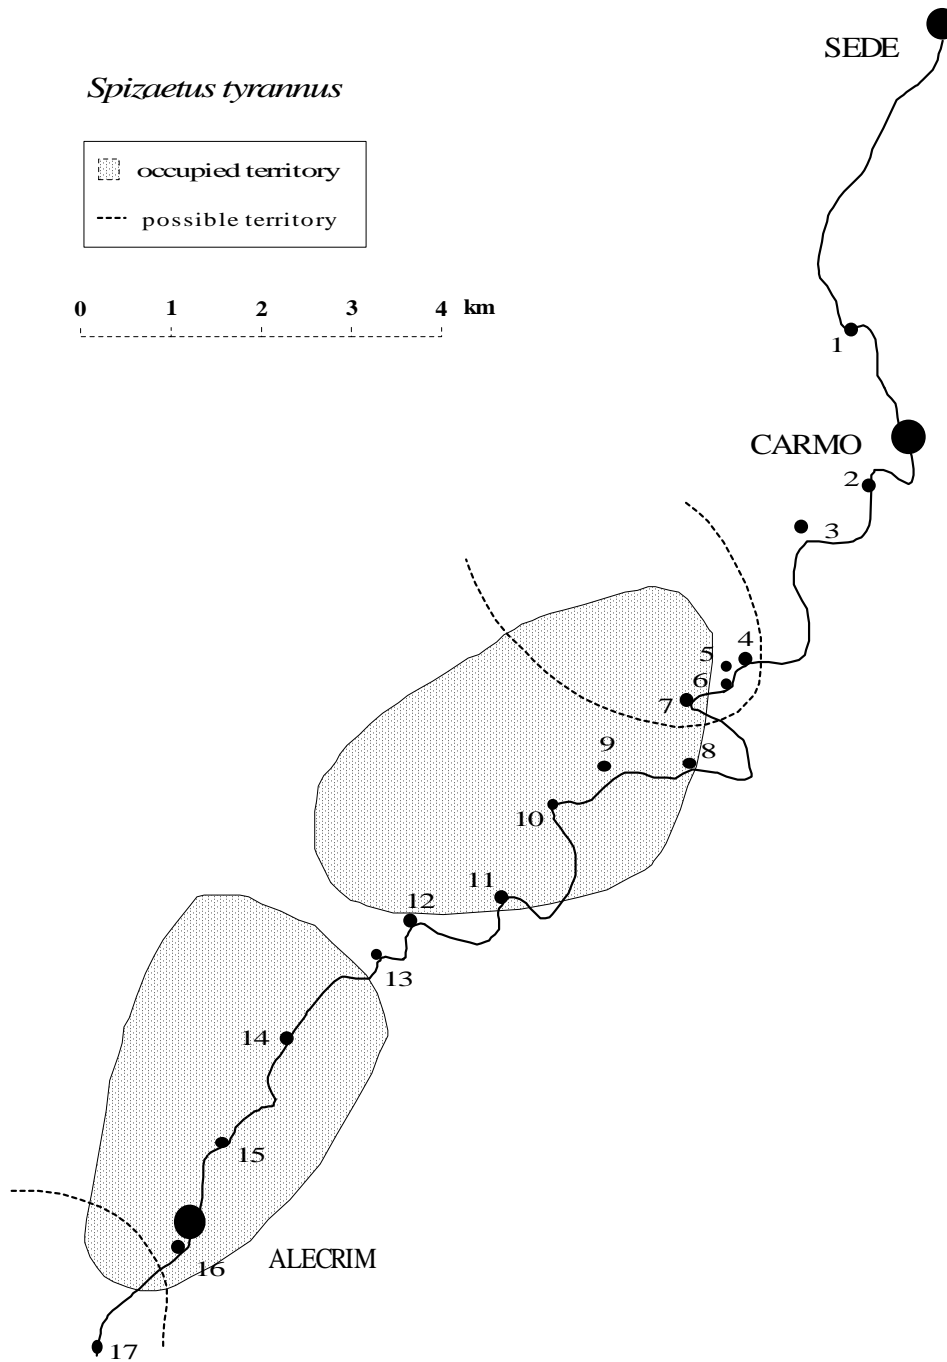 SEDE
Spizaetus tyrannus
occupied territory
possible territory
0 1 2 3 4 km
1
CARMO
2
3
4
5
6
7
8
9
10
11
12
13
14
15
16
ALECRIM
17